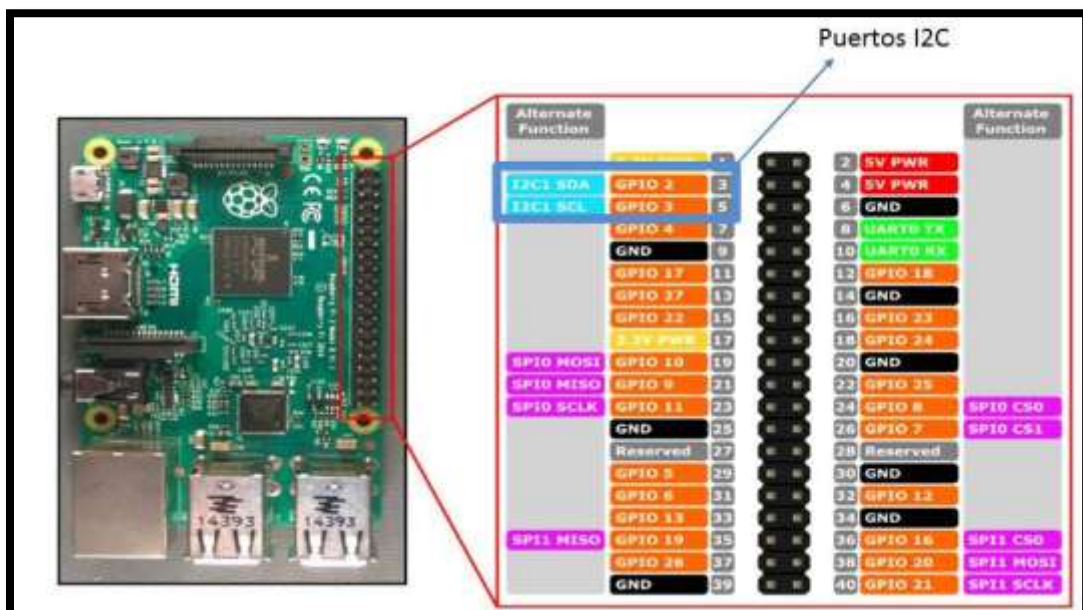 Puertos I2C
Alternate Function
Alternate Function
1
2 5V PWR
I2C1 SDA GPIO 2 3
4 5V PWR
I2C1 SCL GPIO 3 5
6 GND
GPIO 4 7
8 UART0 TX
GND 9
10 UART0 RX
GPIO 17 11
12 GPIO 18
GPIO 27 13
14 GND
GPIO 22 15
16 GPIO 23
3.3V PWR 17
18 GPIO 24
SPI0 MOSI GPIO 10 19
20 GND
SPI0 MISO GPIO 9 21
22 GPIO 25
SPI0 SCLK GPIO 11 23
24 GPIO 8 SPI0 CS0
GND 25
26 GPIO 7 SPI0 CS1
Reserved 27
28 Reserved
GPIO 5 29
30 GND
GPIO 6 31
32 GPIO 12
GPIO 13 33
34 GND
SPI1 MISO GPIO 19 35
36 GPIO 16 SPI1 CS0
GPIO 26 37
38 GPIO 20 SPI1 MOSI
GND 39
40 GPIO 21 SPI1 SCLK
HDMI
14393
14393